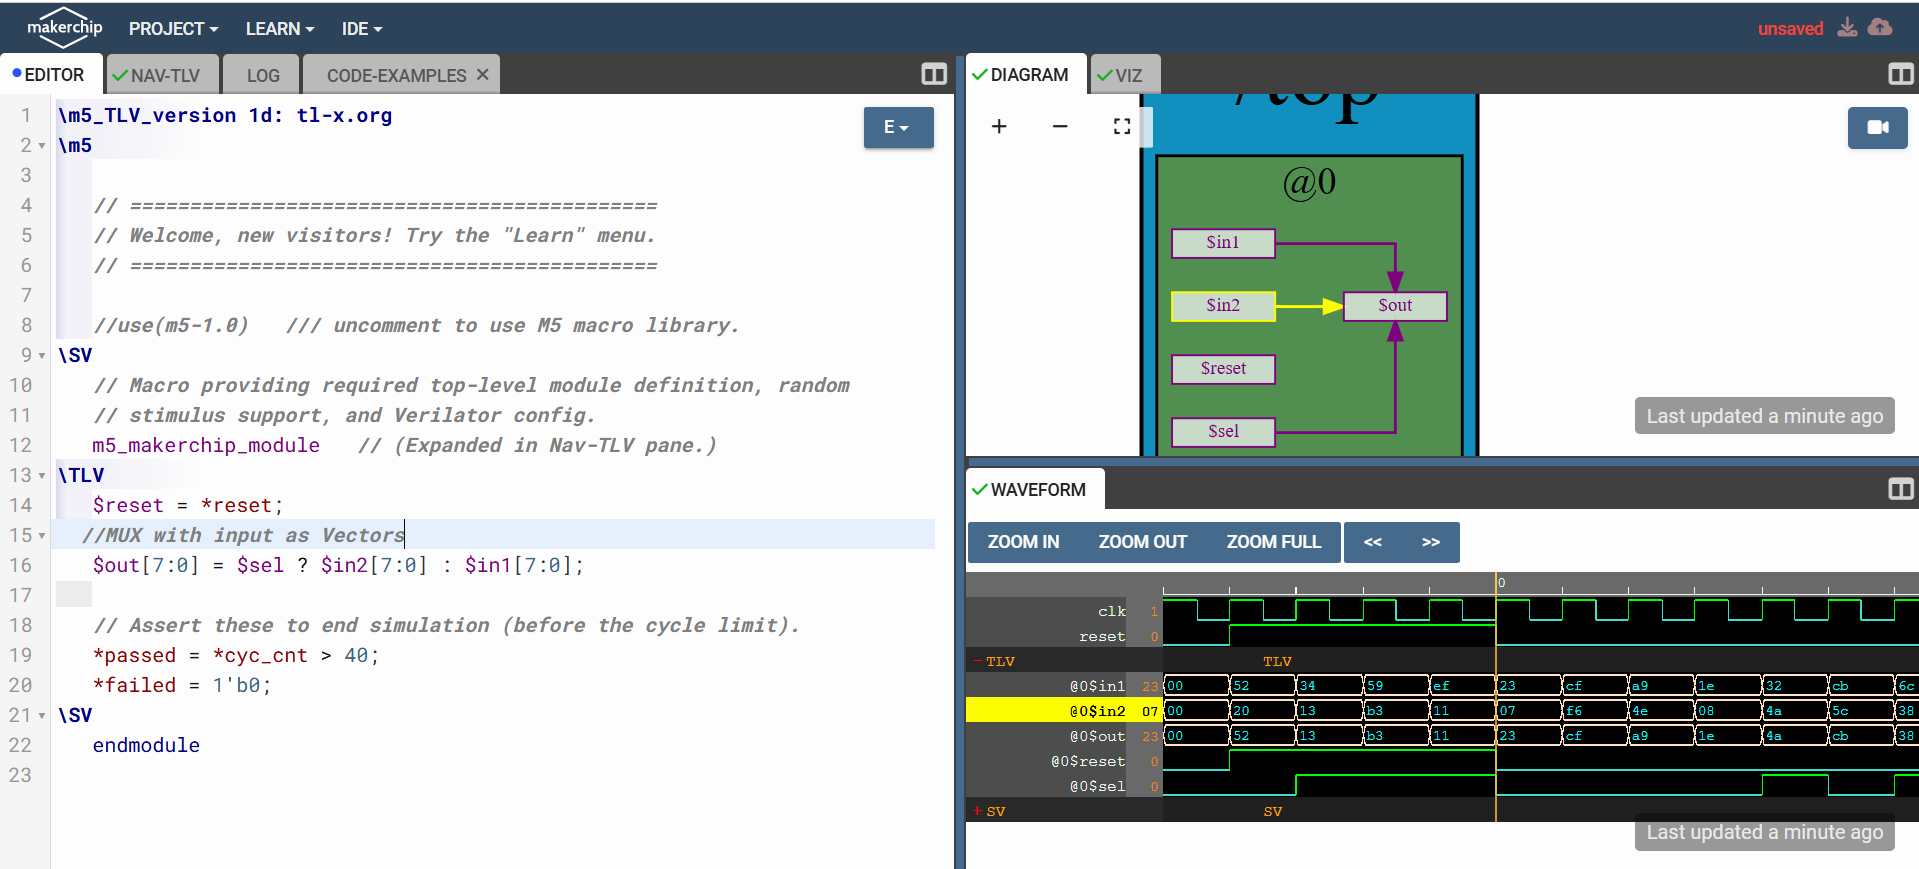 makerchip PROJECT LEARN IDE unsaved
EDITOR NAV-TLV LOG CODE-EXAMPLES ✕
E
1 \m5_TLV_version 1d: tl-x.org
2 \m5
3
4 // ============================================
5 // Welcome, new visitors! Try the "Learn" menu.
6 // ============================================
7
8 //use(m5-1.0) /// uncomment to use M5 macro library.
9 \SV
10 // Macro providing required top-level module definition, random
11 // stimulus support, and Verilator config.
12 m5_makerchip_module // (Expanded in Nav-TLV pane.)
13 \TLV
14 $reset = *reset;
15 //MUX with input as Vectors
16 $out[7:0] = $sel ? $in2[7:0] : $in1[7:0];
17
18 // Assert these to end simulation (before the cycle limit).
19 *passed = *cyc_cnt > 40;
20 *failed = 1'b0;
21 \SV
22 endmodule
23
DIAGRAM VIZ
/top
@0
$in1
$in2 $out
$reset
$sel
Last updated a minute ago
WAVEFORM
ZOOM IN ZOOM OUT ZOOM FULL << >>
0
clk 1
reset 0
- TLV TLV
@0$in1 23 00 52 34 59 ef 23 cf a9 1e 32 cb 6c
@0$in2 07 00 20 13 b3 11 07 f6 4e 08 4a 5c 38
@0$out 23 00 52 13 b3 11 23 cf a9 1e 4a cb 38
@0$reset 0
@0$sel 0
+ SV SV
Last updated a minute ago